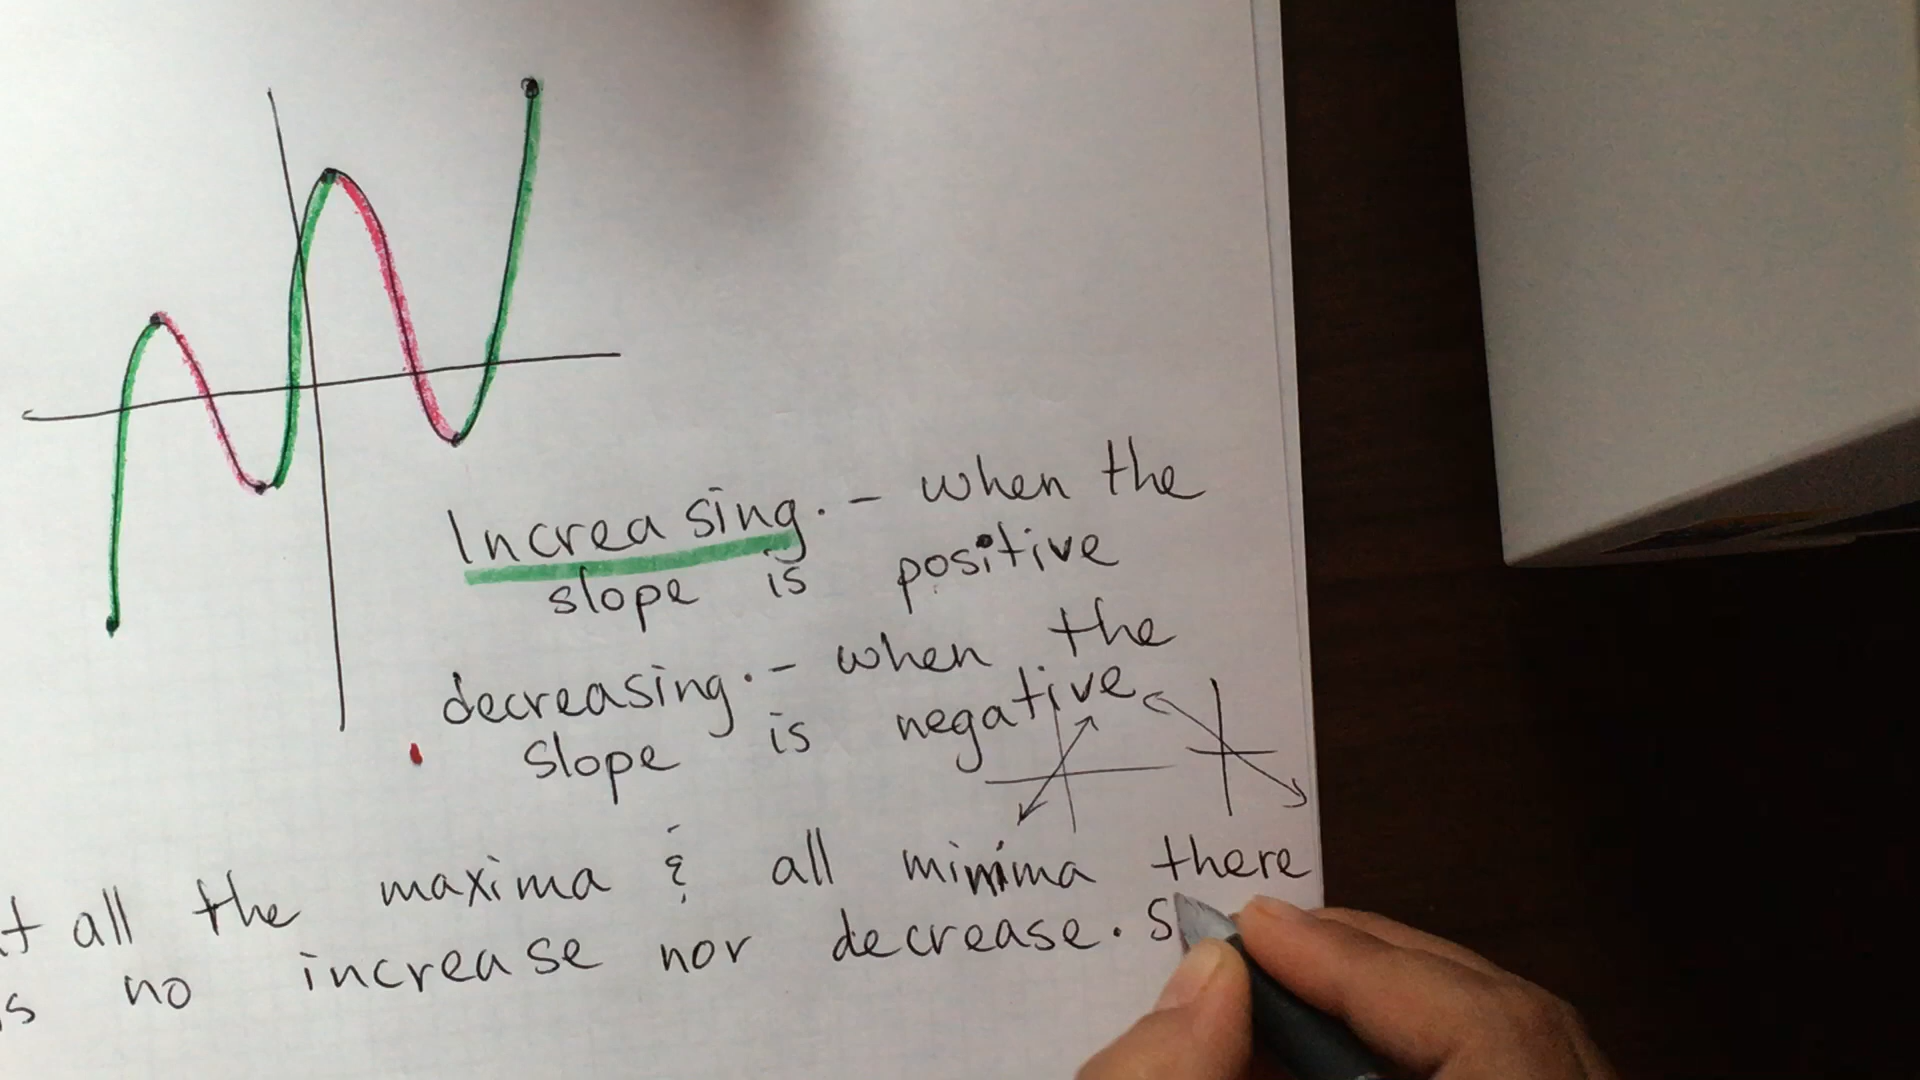 Increasing. - when the
slope is positive
decreasing. - when the
slope is negative
t all the maxima & all minima there
s no increase nor decrease. S